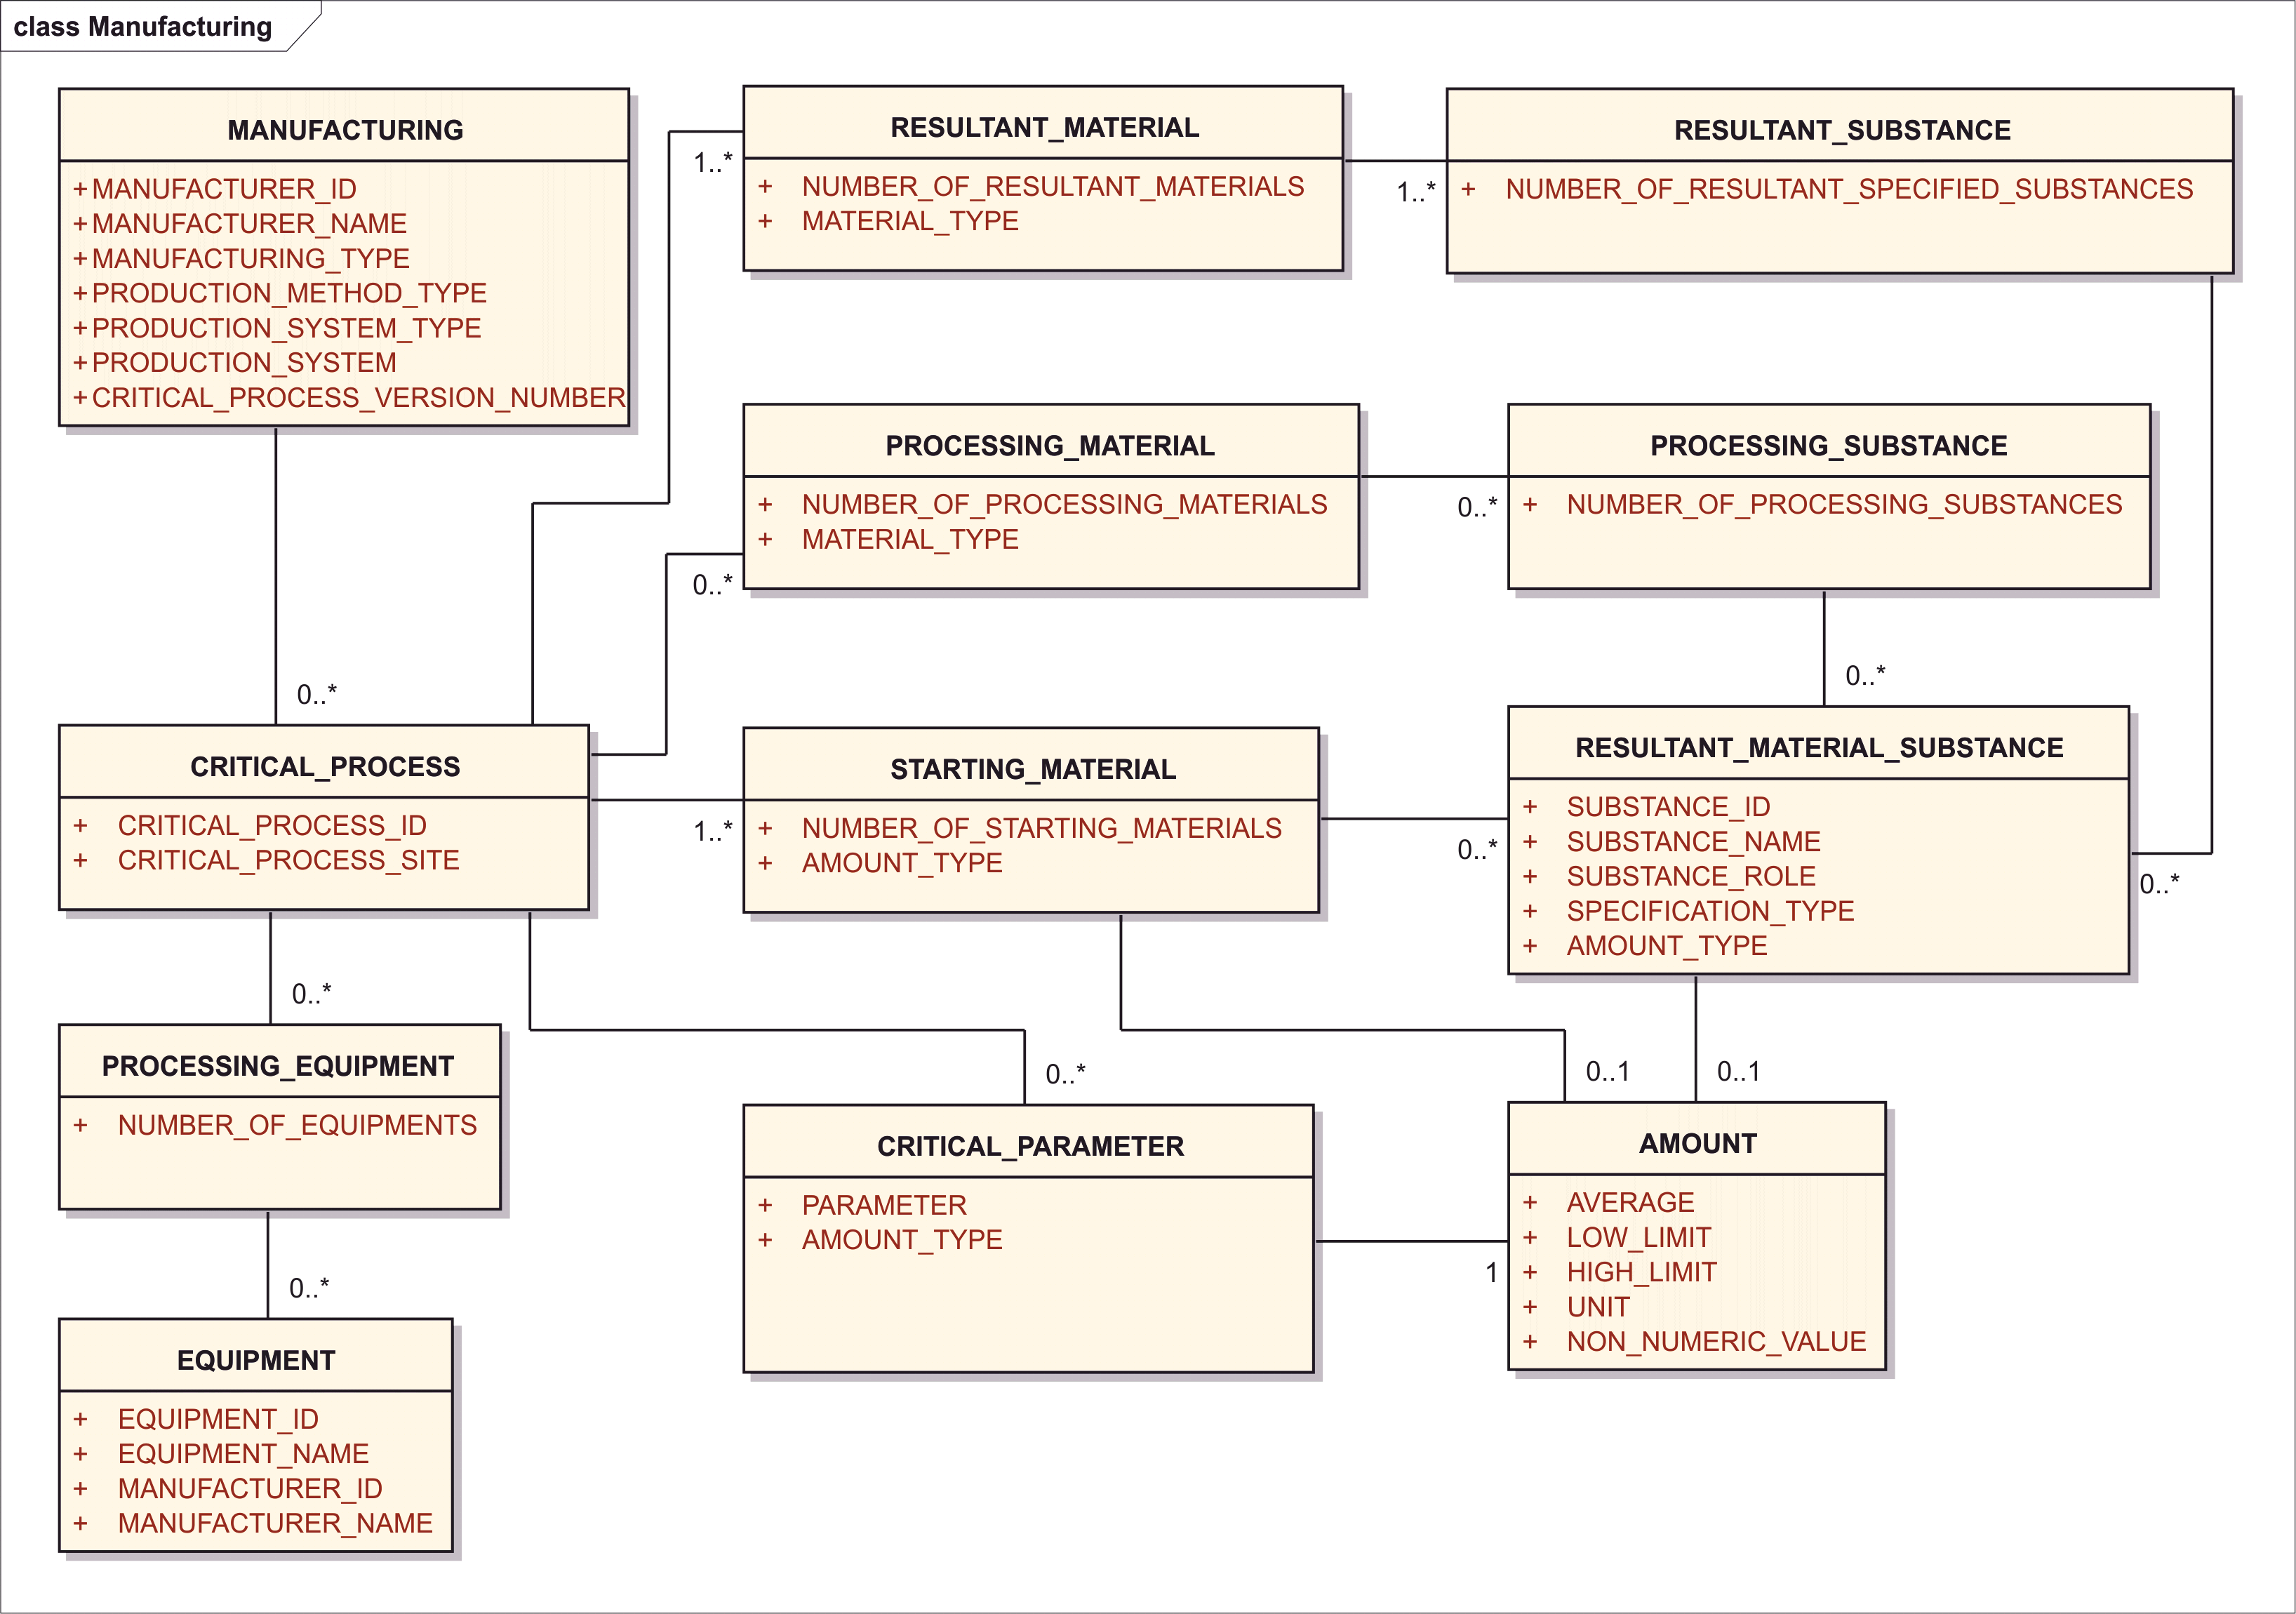 class Manufacturing
MANUFACTURING
+ MANUFACTURER_ID
+ MANUFACTURER_NAME
+ MANUFACTURING_TYPE
+ PRODUCTION_METHOD_TYPE
+ PRODUCTION_SYSTEM_TYPE
+ PRODUCTION_SYSTEM
+ CRITICAL_PROCESS_VERSION_NUMBER
0..*
RESULTANT_MATERIAL
+ NUMBER_OF_RESULTANT_MATERIALS
+ MATERIAL_TYPE
1..*
RESULTANT_SUBSTANCE
+ NUMBER_OF_RESULTANT_SPECIFIED_SUBSTANCES
1..*
PROCESSING_MATERIAL
+ NUMBER_OF_PROCESSING_MATERIALS
+ MATERIAL_TYPE
0..*
PROCESSING_SUBSTANCE
+ NUMBER_OF_PROCESSING_SUBSTANCES
0..*
0..*
CRITICAL_PROCESS
+ CRITICAL_PROCESS_ID
+ CRITICAL_PROCESS_SITE
STARTING_MATERIAL
+ NUMBER_OF_STARTING_MATERIALS
+ AMOUNT_TYPE
1..*
RESULTANT_MATERIAL_SUBSTANCE
+ SUBSTANCE_ID
+ SUBSTANCE_NAME
+ SUBSTANCE_ROLE
+ SPECIFICATION_TYPE
+ AMOUNT_TYPE
0..*
0..*
0..*
PROCESSING_EQUIPMENT
+ NUMBER_OF_EQUIPMENTS
0..*
CRITICAL_PARAMETER
+ PARAMETER
+ AMOUNT_TYPE
0..1
0..1
AMOUNT
+ AVERAGE
+ LOW_LIMIT
+ HIGH_LIMIT
+ UNIT
+ NON_NUMERIC_VALUE
1
0..*
EQUIPMENT
+ EQUIPMENT_ID
+ EQUIPMENT_NAME
+ MANUFACTURER_ID
+ MANUFACTURER_NAME